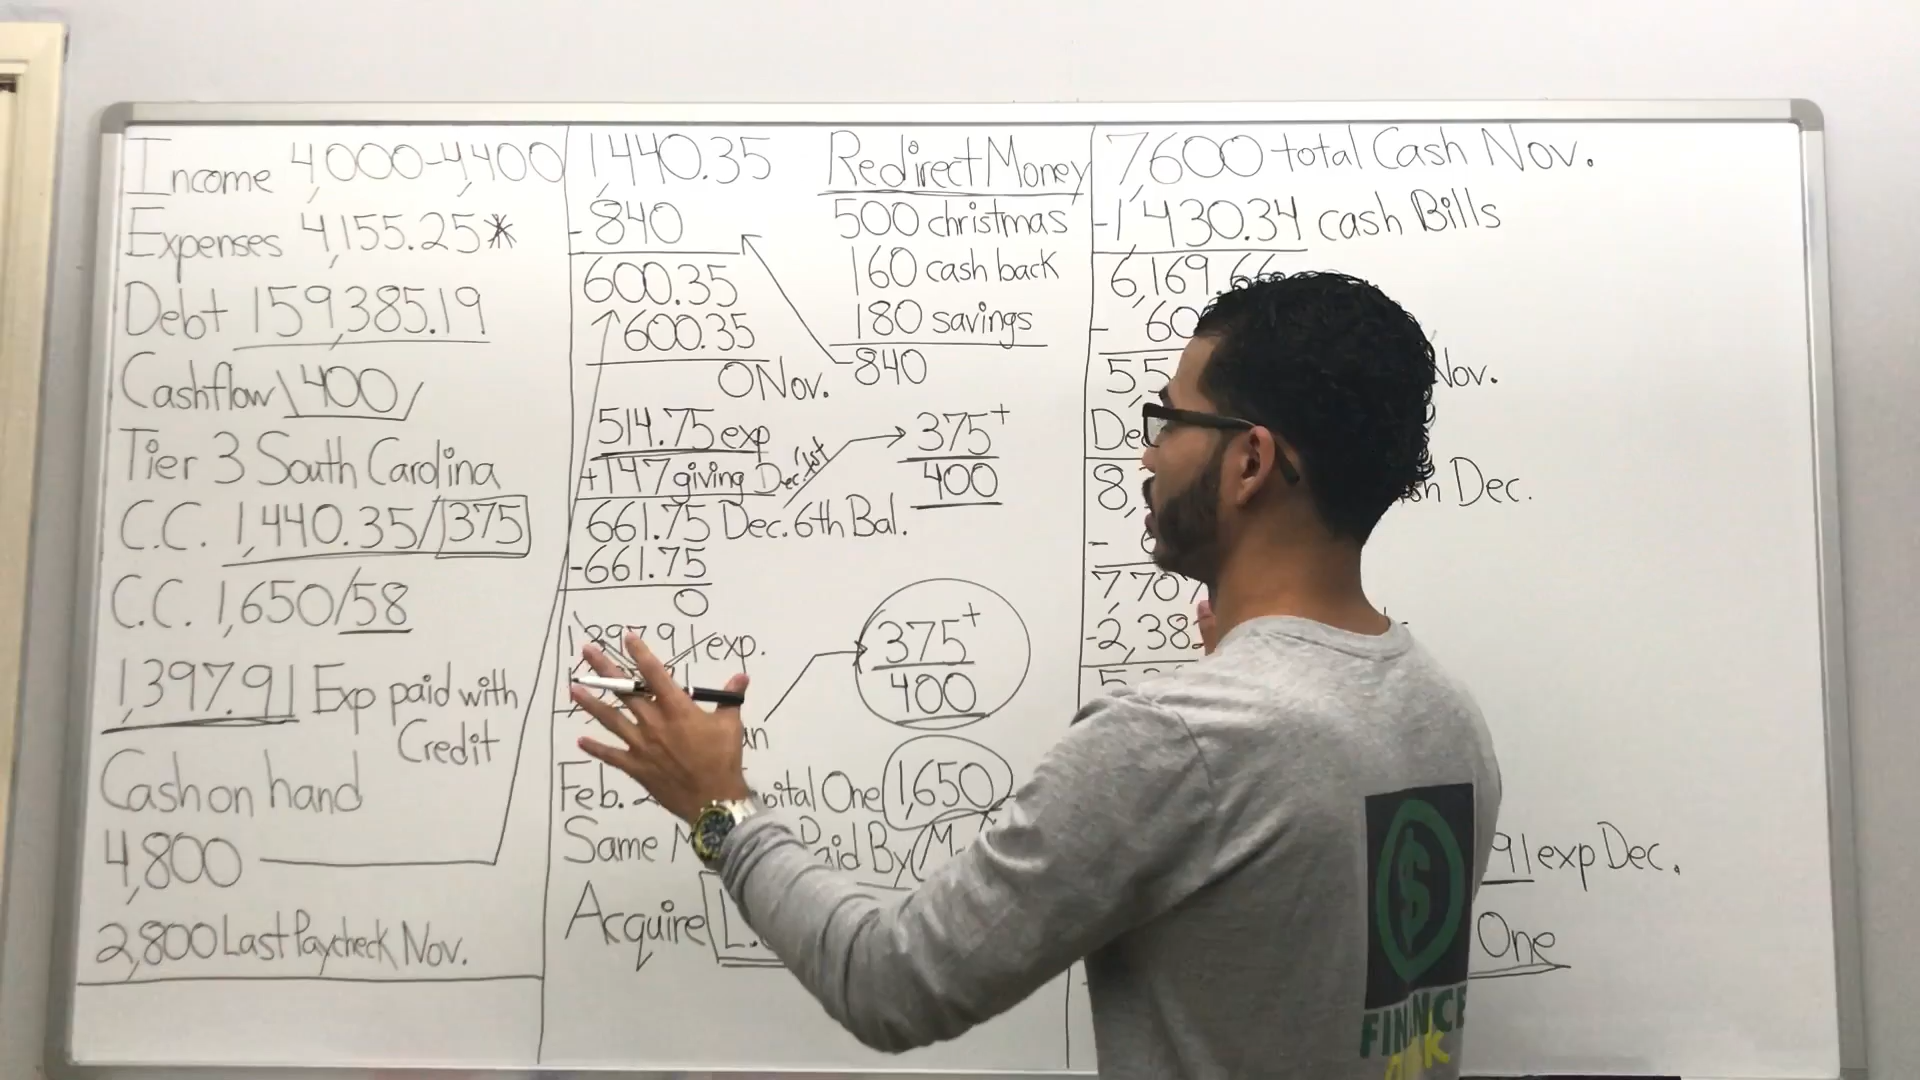 Income 4,000-4,400
Expenses 4,155.25*
Debt 159,385.19
Cashflow \400/
Tier 3 South Carolina
C.C. 1,440.35/375
C.C. 1,650/58
1,397.91 Exp paid with
Credit
Cash on hand
4,800
2,800 Last Paycheck Nov.
1,440.35
-840
600.35
600.35
0 Nov.
514.75 exp
+147 giving Dec. 1st
661.75 Dec. 6th Bal.
-661.75
0
1,397.91 exp.
Feb.
One 1,650
Same
Paid By
Acquire
Redirect Money
500 christmas
160 cash back
180 savings
-840
375+
400
375+
400
7,600 total Cash Nov.
-1,430.34 cash Bills
6,169.66
- 60
55
Nov.
8,
Dec.
-
7,707
-2,38
91 exp Dec.
One
FINANCE